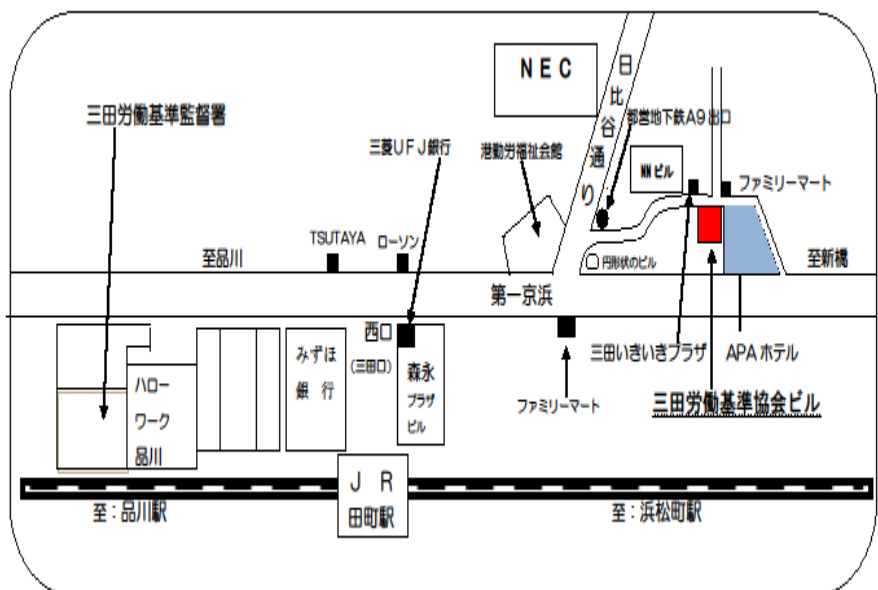 NEC
日比谷通り
三田労働基準監督署
都営地下鉄A9出口
三菱UFJ銀行
港勤労福祉会館
NNビル
ファミリーマート
TSUTAYA
ローソン
至品川
円形状のビル
至新橋
第一京浜
西口
(三田口)
みずほ
銀 行
森永
プラザ
ビル
三田いきいきプラザ
APAホテル
ハロー
ワーク
品川
ファミリーマート
三田労働基準協会ビル
J R
田町駅
至:品川駅
至:浜松町駅